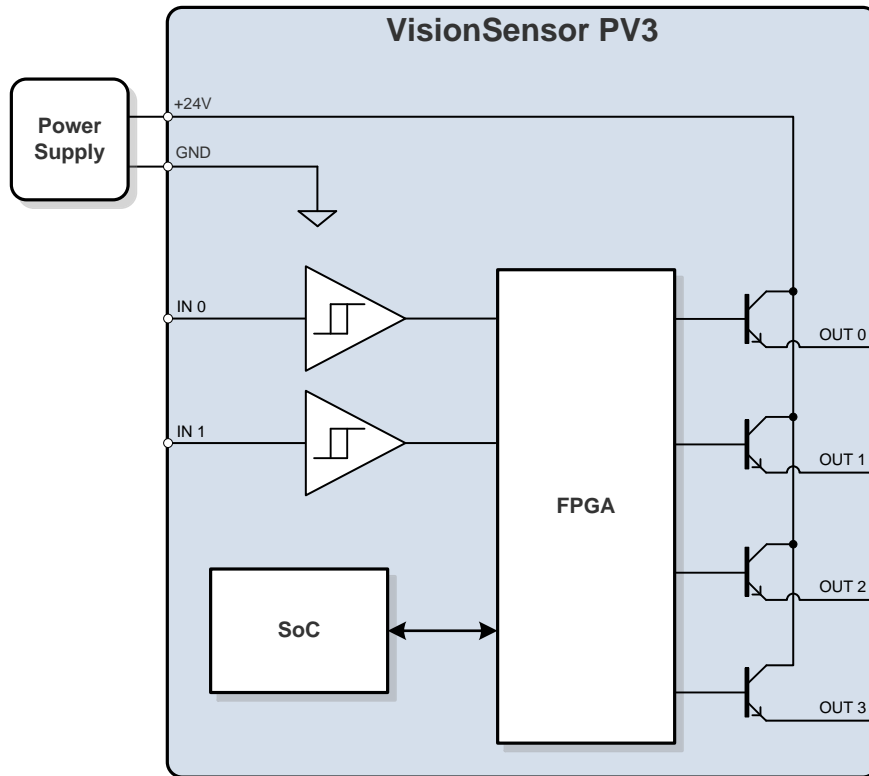 VisionSensor PV3
+24V
Power
Supply
GND
IN 0
OUT 0
IN 1
OUT 1
FPGA
OUT 2
SoC
OUT 3